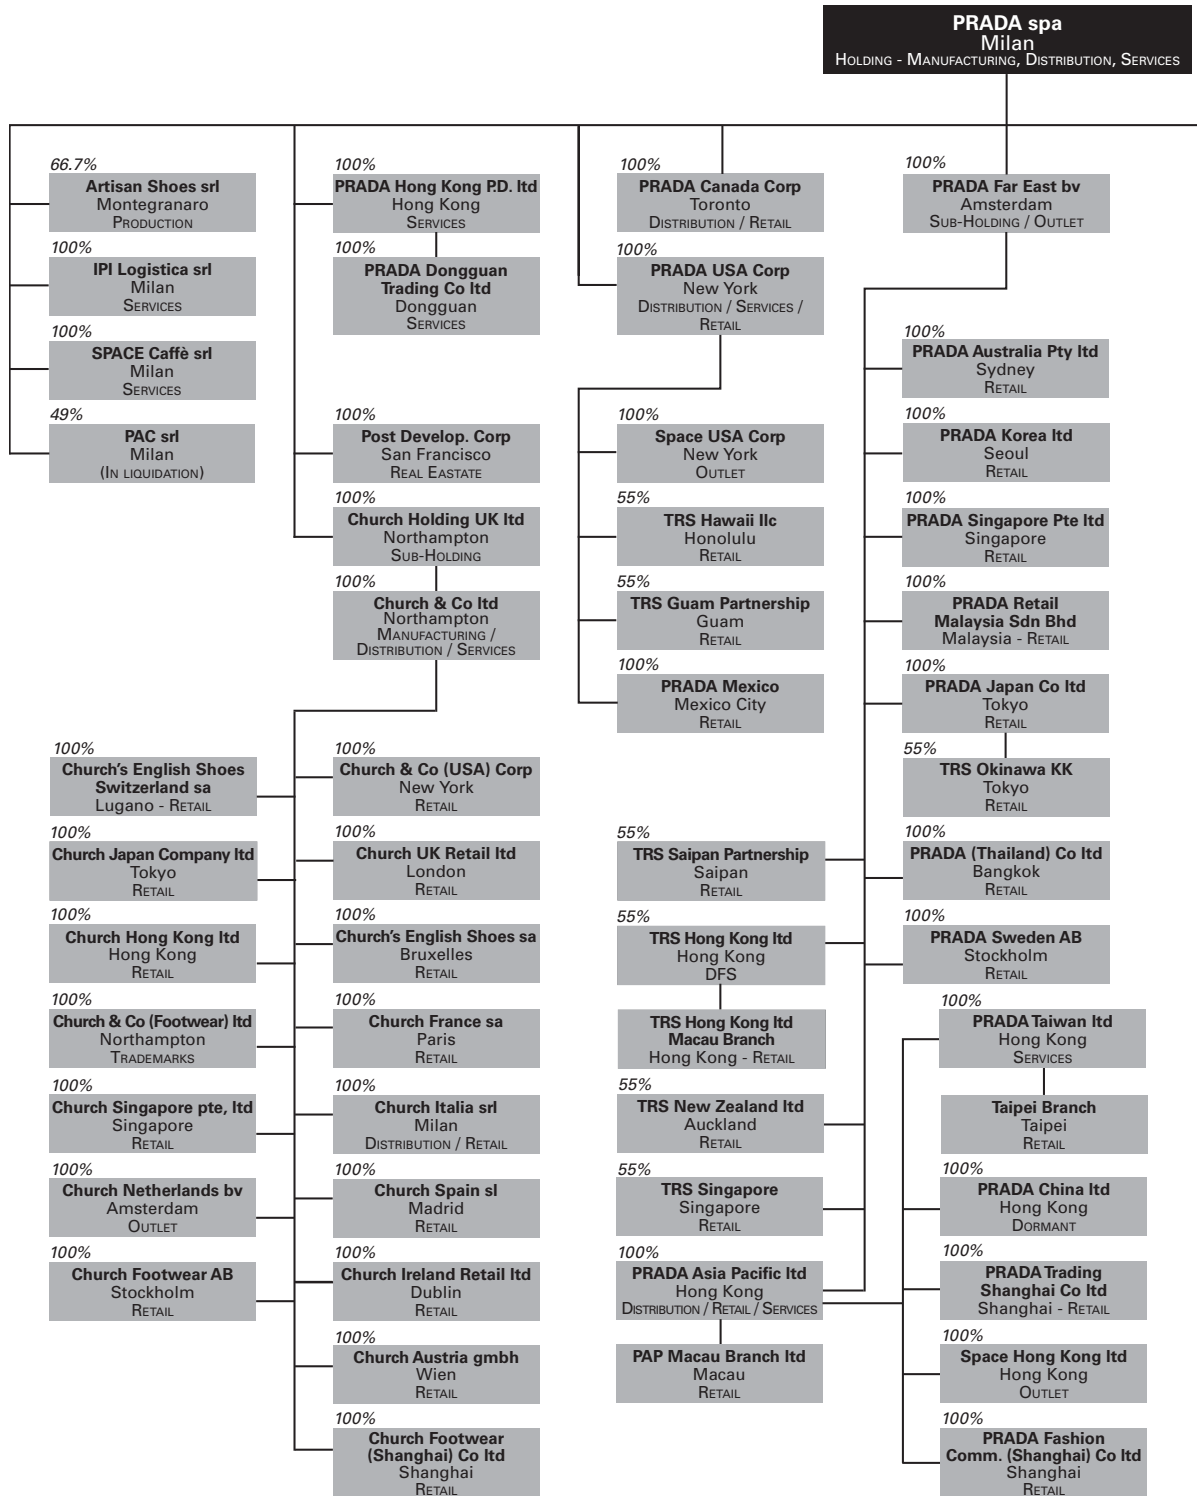 PRADA spa
Milan
Holding - Manufacturing, Distribution, Services
66.7%
Artisan Shoes srl
Montegranaro
Production
100%
IPI Logistica srl
Milan
Services
100%
SPACE Caffè srl
Milan
Services
49%
PAC srl
Milan
(In liquidation)
100%
PRADA Hong Kong P.D. ltd
Hong Kong
Services
100%
PRADA Dongguan
Trading Co ltd
Dongguan
Services
100%
Post Develop. Corp
San Francisco
Real Eastate
100%
Church Holding UK ltd
Northampton
Sub-Holding
100%
Church & Co ltd
Northampton
Manufacturing /
Distribution / Services
100%
Church's English Shoes
Switzerland sa
Lugano - Retail
100%
Church Japan Company ltd
Tokyo
Retail
100%
Church Hong Kong ltd
Hong Kong
Retail
100%
Church & Co (Footwear) ltd
Northampton
Trademarks
100%
Church Singapore pte, ltd
Singapore
Retail
100%
Church Netherlands bv
Amsterdam
Outlet
100%
Church Footwear AB
Stockholm
Retail
100%
Church & Co (USA) Corp
New York
Retail
100%
Church UK Retail ltd
London
Retail
100%
Church's English Shoes sa
Bruxelles
Retail
100%
Church France sa
Paris
Retail
100%
Church Italia srl
Milan
Distribution / Retail
100%
Church Spain sl
Madrid
Retail
100%
Church Ireland Retail ltd
Dublin
Retail
100%
Church Austria gmbh
Wien
Retail
100%
Church Footwear
(Shanghai) Co ltd
Shanghai
Retail
100%
PRADA Canada Corp
Toronto
Distribution / Retail
100%
PRADA USA Corp
New York
Distribution / Services /
Retail
100%
Space USA Corp
New York
Outlet
55%
TRS Hawaii llc
Honolulu
Retail
55%
TRS Guam Partnership
Guam
Retail
100%
PRADA Mexico
Mexico City
Retail
55%
TRS Saipan Partnership
Saipan
Retail
55%
TRS Hong Kong ltd
Hong Kong
DFS
TRS Hong Kong ltd
Macau Branch
Hong Kong - Retail
55%
TRS New Zealand ltd
Auckland
Retail
55%
TRS Singapore
Singapore
Retail
100%
PRADA Asia Pacific ltd
Hong Kong
Distribution / Retail / Services
PAP Macau Branch ltd
Macau
Retail
100%
PRADA Far East bv
Amsterdam
Sub-Holding / Outlet
100%
PRADA Australia Pty ltd
Sydney
Retail
100%
PRADA Korea ltd
Seoul
Retail
100%
PRADA Singapore Pte ltd
Singapore
Retail
100%
PRADA Retail
Malaysia Sdn Bhd
Malaysia - Retail
100%
PRADA Japan Co ltd
Tokyo
Retail
55%
TRS Okinawa KK
Tokyo
Retail
100%
PRADA (Thailand) Co ltd
Bangkok
Retail
100%
PRADA Sweden AB
Stockholm
Retail
100%
PRADA Taiwan ltd
Hong Kong
Services
Taipei Branch
Taipei
Retail
100%
PRADA China ltd
Hong Kong
Dormant
100%
PRADA Trading
Shanghai Co ltd
Shanghai - Retail
100%
Space Hong Kong ltd
Hong Kong
Outlet
100%
PRADA Fashion
Comm. (Shanghai) Co ltd
Shanghai
Retail